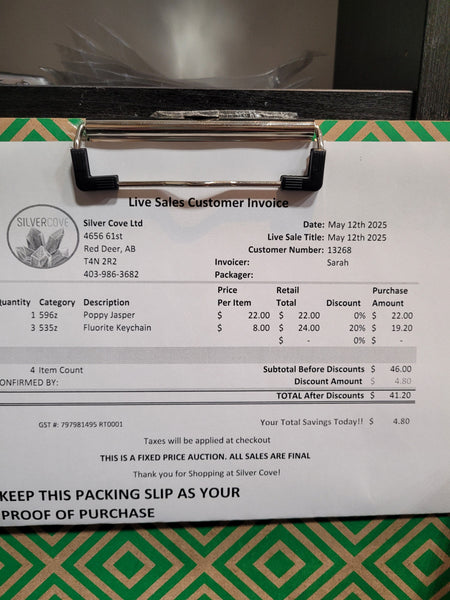 Live Sales Customer Invoice
SILVERCOVE
Silver Cove Ltd
4656 61st
Red Deer, AB
T4N 2R2
403-986-3682
Date: May 12th 2025
Live Sale Title: May 12th 2025
Customer Number: 13268
Invoicer: Sarah
Packager:
Quantity Category Description Price Per Item Retail Total Discount Purchase Amount
1 596z Poppy Jasper $ 22.00 $ 22.00 0% $ 22.00
3 535z Fluorite Keychain $ 8.00 $ 24.00 20% $ 19.20
$ - 0% $ -
4 Item Count Subtotal Before Discounts $ 46.00
ONFIRMED BY: Discount Amount $ 4.80
TOTAL After Discounts $ 41.20
GST #: 797981495 RT0001 Your Total Savings Today!! $ 4.80
Taxes will be applied at checkout
THIS IS A FIXED PRICE AUCTION. ALL SALES ARE FINAL
Thank you for Shopping at Silver Cove!
KEEP THIS PACKING SLIP AS YOUR
PROOF OF PURCHASE